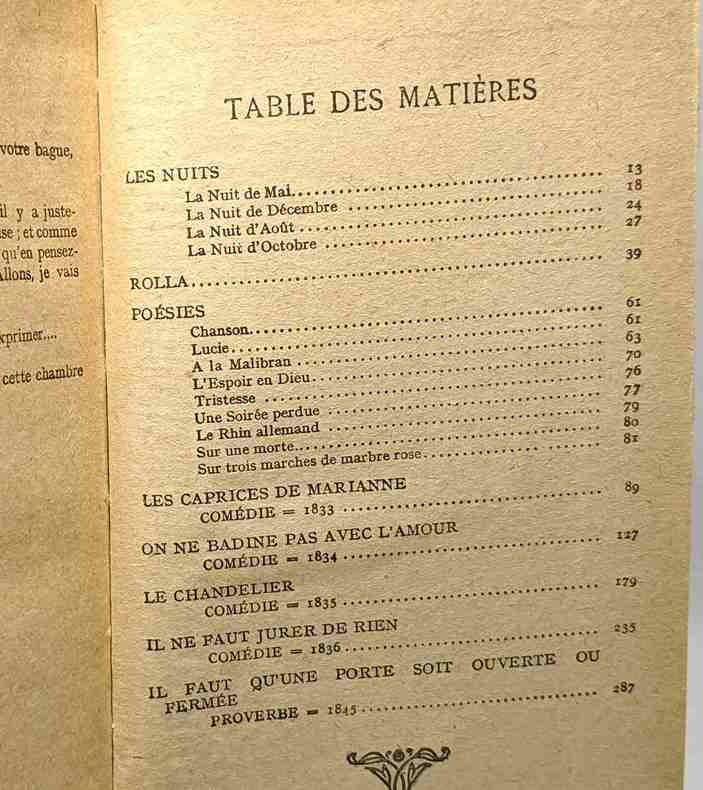 votre bague,
il y a juste-
se ; et comme
qu'en pensez-
Allons, je vais
xprimer....
cette chambre
TABLE DES MATIÈRES
LES NUITS
La Nuit de Mai. 13
La Nuit de Décembre 18
La Nuit d'Août 24
La Nuit d'Octobre 27
ROLLA 39
POÉSIES
Chanson. 61
Lucie 61
A la Malibran 63
L'Espoir en Dieu 70
Tristesse 76
Une Soirée perdue 77
Le Rhin allemand 79
Sur une morte. 80
Sur trois marches de marbre rose 81
LES CAPRICES DE MARIANNE
COMÉDIE = 1833 89
ON NE BADINE PAS AVEC L'AMOUR
COMÉDIE = 1834 127
LE CHANDELIER
COMÉDIE = 1835 179
IL NE FAUT JURER DE RIEN
COMÉDIE = 1836 235
IL FAUT QU'UNE PORTE SOIT OUVERTE OU
FERMÉE
PROVERBE = 1845 287